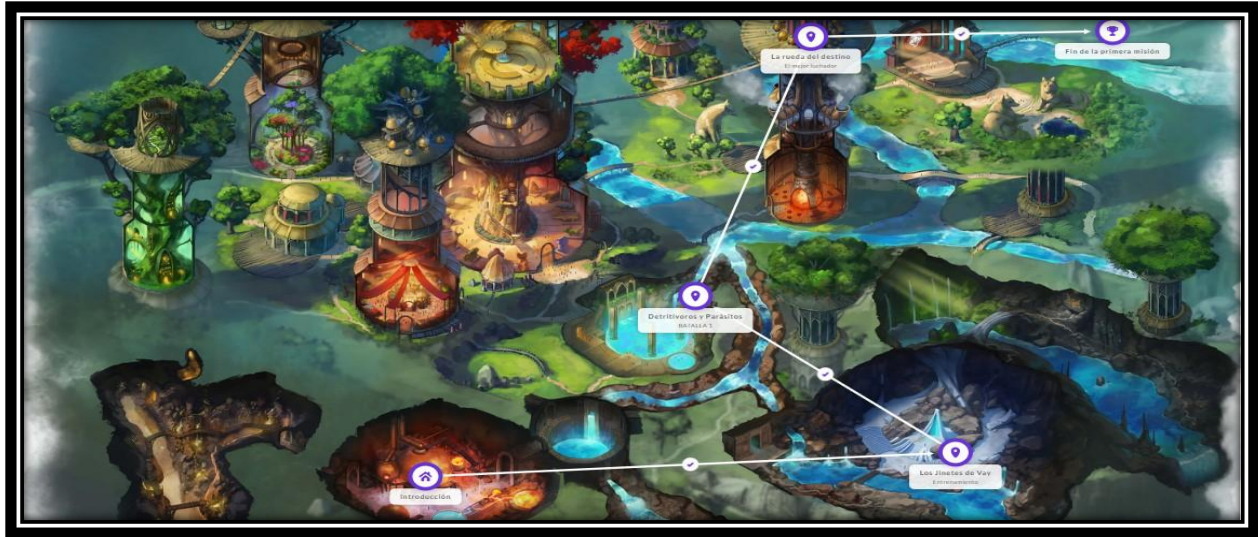 La rueda del destino
El mejor luchador
Fin de la primera misión
Detritívoros y Parásitos
BATALLA 1
Los Jinetes de Vay
Entrenamiento
Introducción